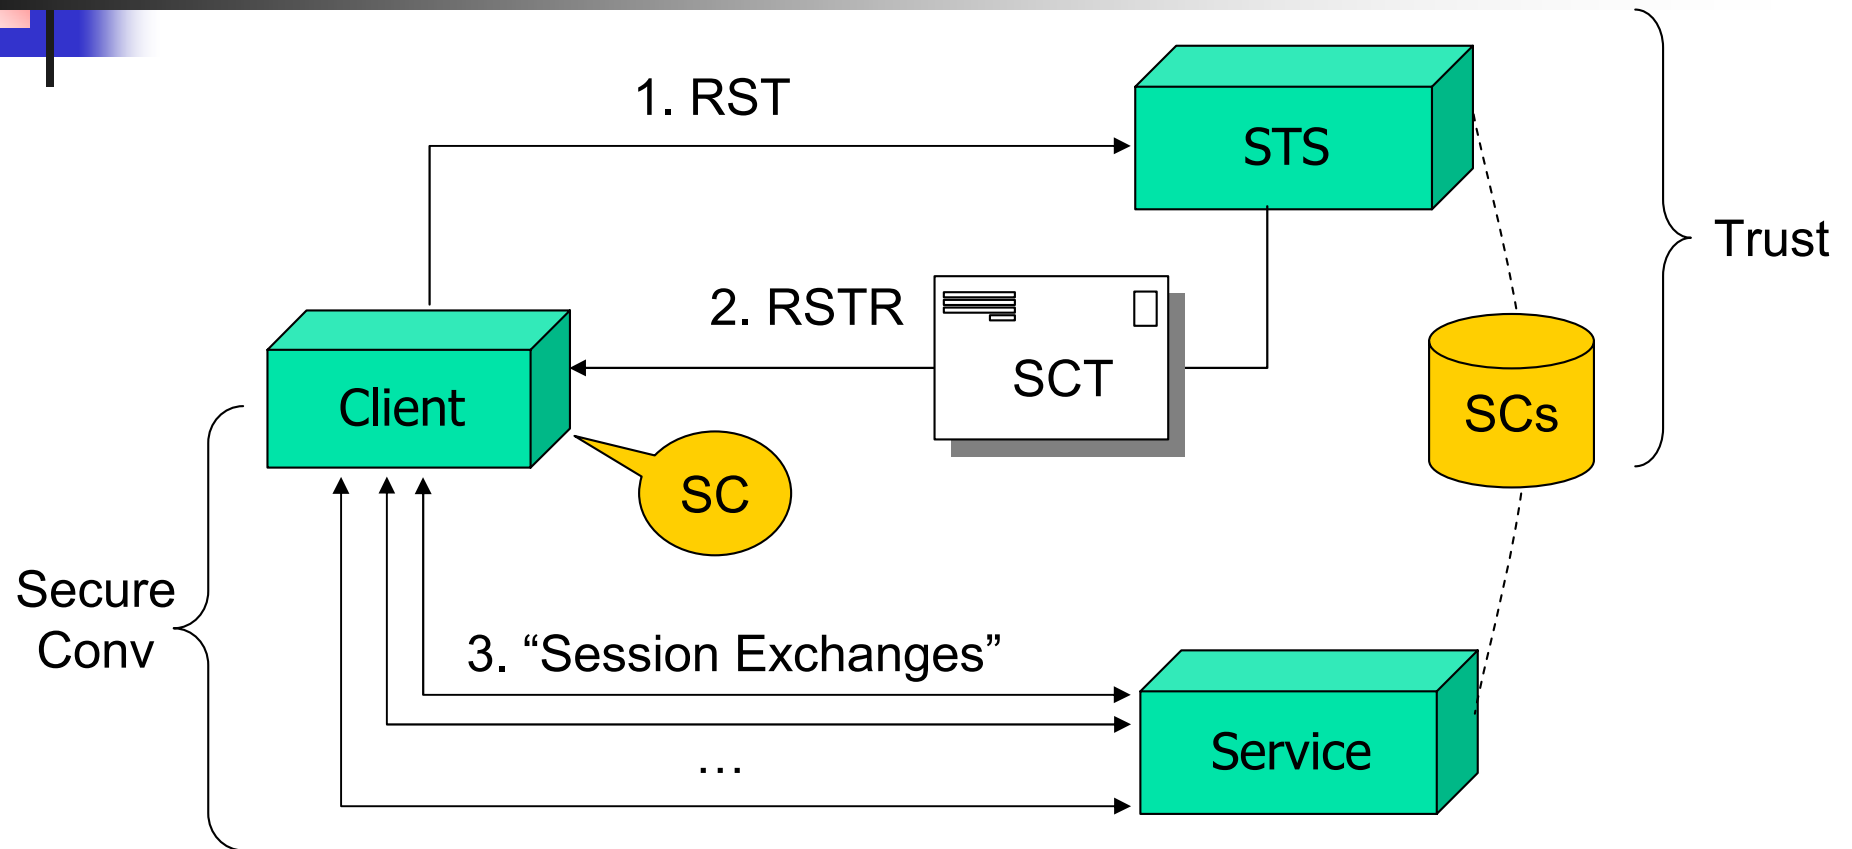 1. RST
STS
Trust
2. RSTR
SCT
Client
SCs
SC
Secure
Conv
3. “Session Exchanges”
Service
…